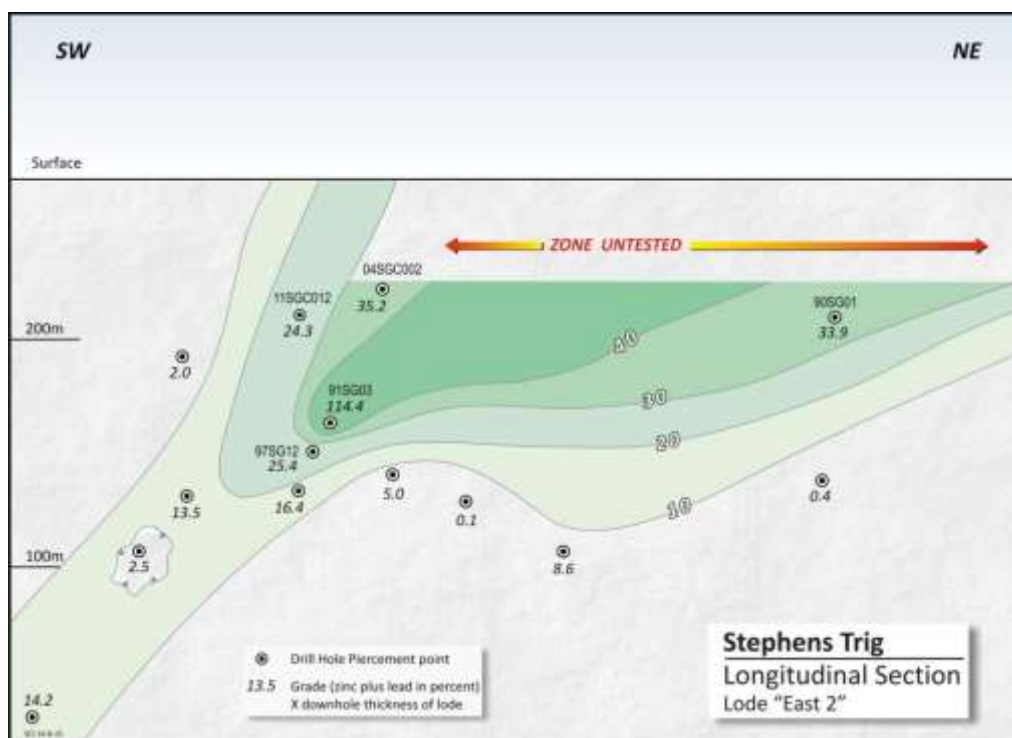 SW
NE
Surface
ZONE UNTESTED
04SGC002
35.2
11SGC012
24.3
90SG01
33.9
200m
40
2.0
91SG03
114.4
30
20
97SG12
25.4
5.0
0.4
13.5
16.4
0.1
10
100m
2.5
8.6
Drill Hole Piercement point
13.5 Grade (zinc plus lead in percent)
X downhole thickness of lode
Stephens Trig
Longitudinal Section
Lode "East 2"
14.2